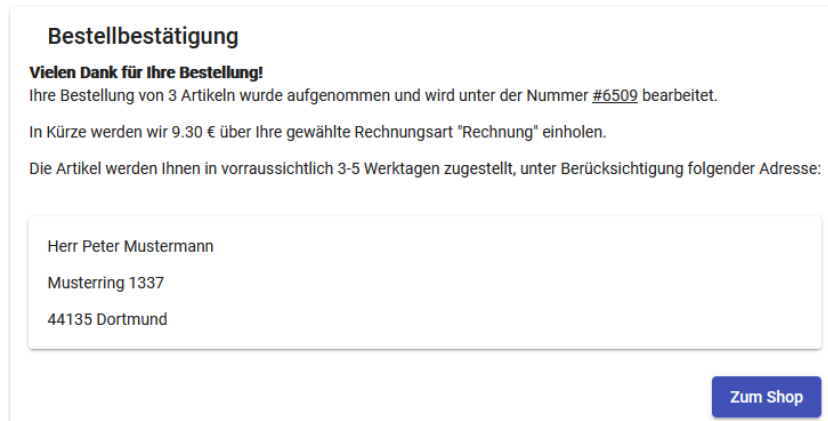 Bestellbestätigung
Vielen Dank für Ihre Bestellung!
Ihre Bestellung von 3 Artikeln wurde aufgenommen und wird unter der Nummer #6509 bearbeitet.
In Kürze werden wir 9.30 € über Ihre gewählte Rechnungsart "Rechnung" einholen.
Die Artikel werden Ihnen in vorraussichtlich 3-5 Werktagen zugestellt, unter Berücksichtigung folgender Adresse:
Herr Peter Mustermann
Musterring 1337
44135 Dortmund
Zum Shop